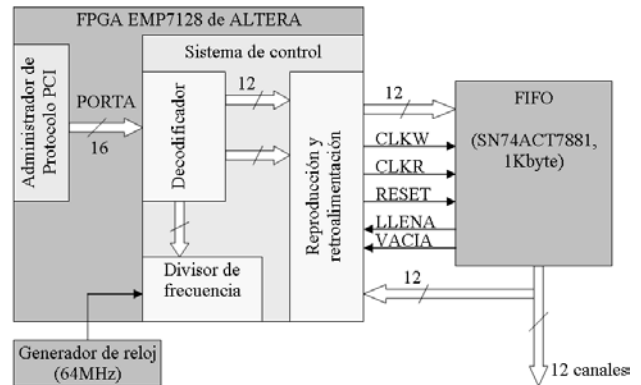 FPGA EMP7128 de ALTERA
Sistema de control
Administrador de
Protocolo PCI
PORTA
16
Decodificador
12
Divisor de
frecuencia
Reproducción y
retroalimentación
12
CLKW
CLKR
RESET
LLENA
VACIA
12
FIFO
(SN74ACT7881,
1Kbyte)
Generador de reloj
(64MHz)
12 canales=